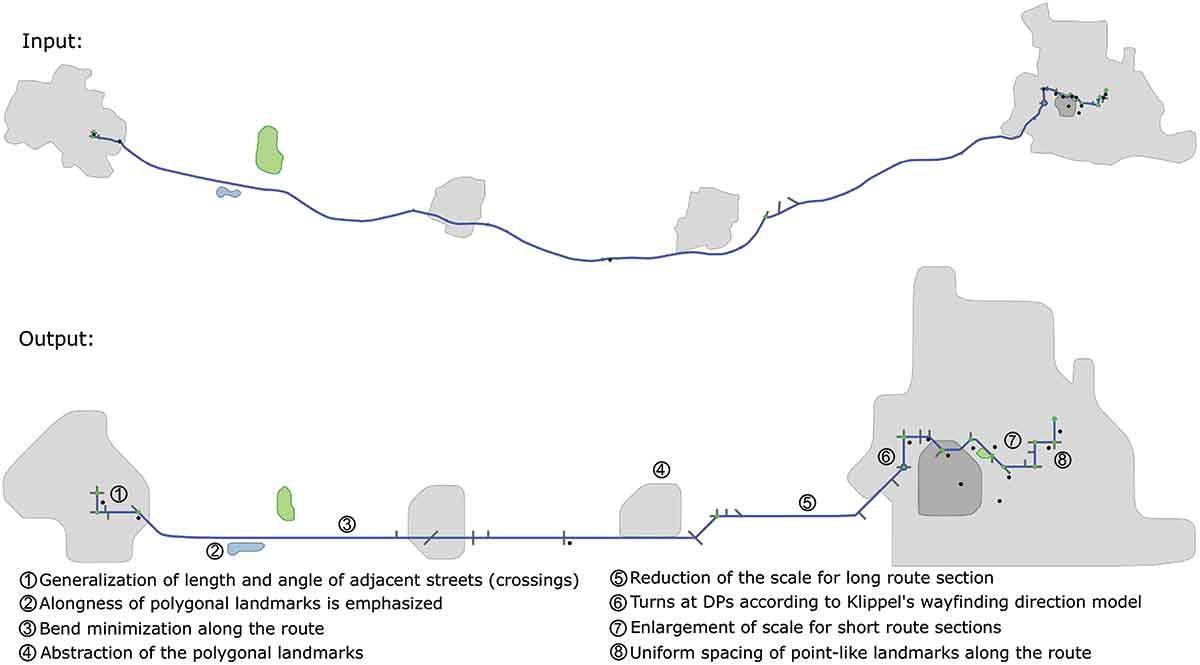 Input:
Output:
①
②
③
④
⑤
⑥
⑦
⑧
①Generalization of length and angle of adjacent streets (crossings)
②Alongness of polygonal landmarks is emphasized
③Bend minimization along the route
④Abstraction of the polygonal landmarks
⑤Reduction of the scale for long route section
⑥Turns at DPs according to Klippel's wayfinding direction model
⑦Enlargement of scale for short route sections
⑧Uniform spacing of point-like landmarks along the route